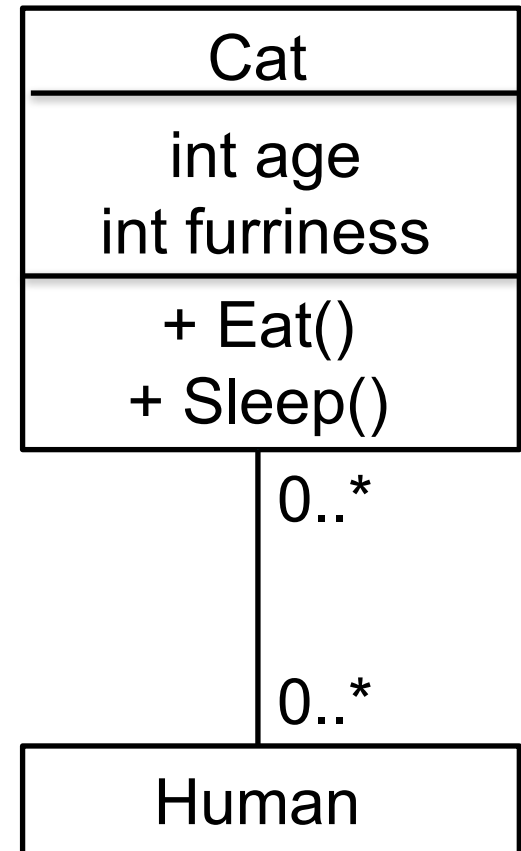 Cat
int age
int furriness
+ Eat()
+ Sleep()
0..*
0..*
Human